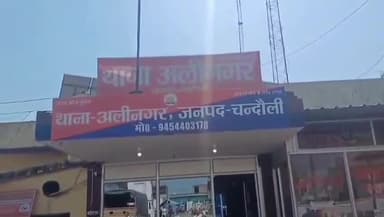 थाना अलीनगर
थाना-अलीनगर, जनपद-चन्दौली
मो0 - 9454403178